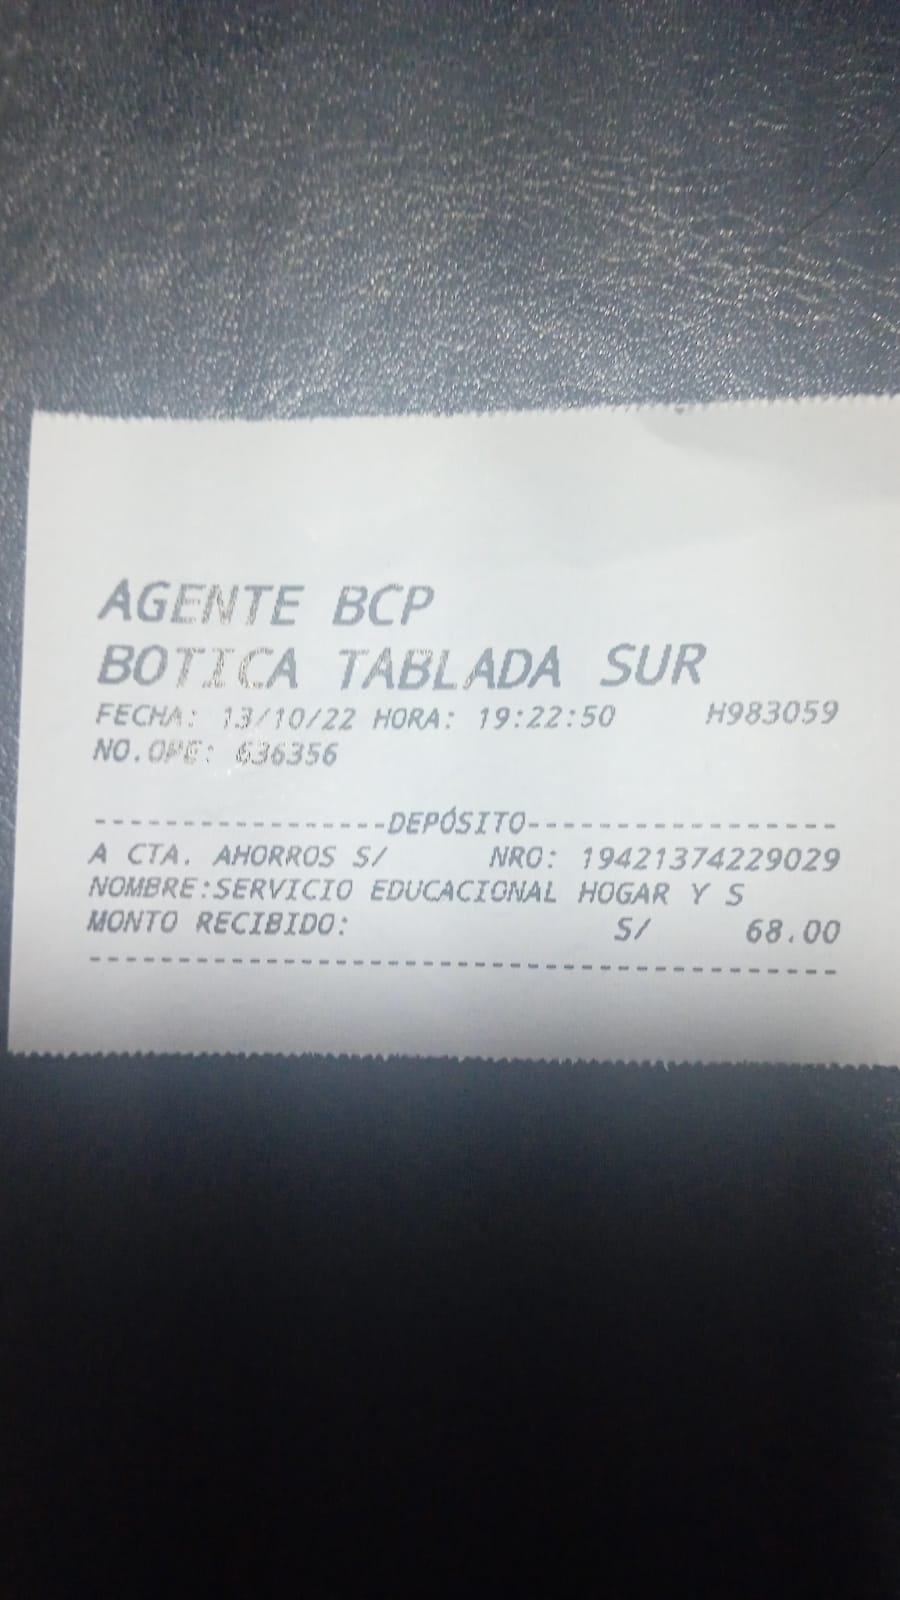 AGENTE BCP
BOTICA TABLADA SUR
FECHA: 13/10/22 HORA: 19:22:50 H983059
NO.OPE: 636356
-----------------DEPÓSITO------------------
A CTA. AHORROS S/ NRO: 19421374229029
NOMBRE:SERVICIO EDUCACIONAL HOGAR Y S
MONTO RECIBIDO: S/ 68.00
-------------------------------------------